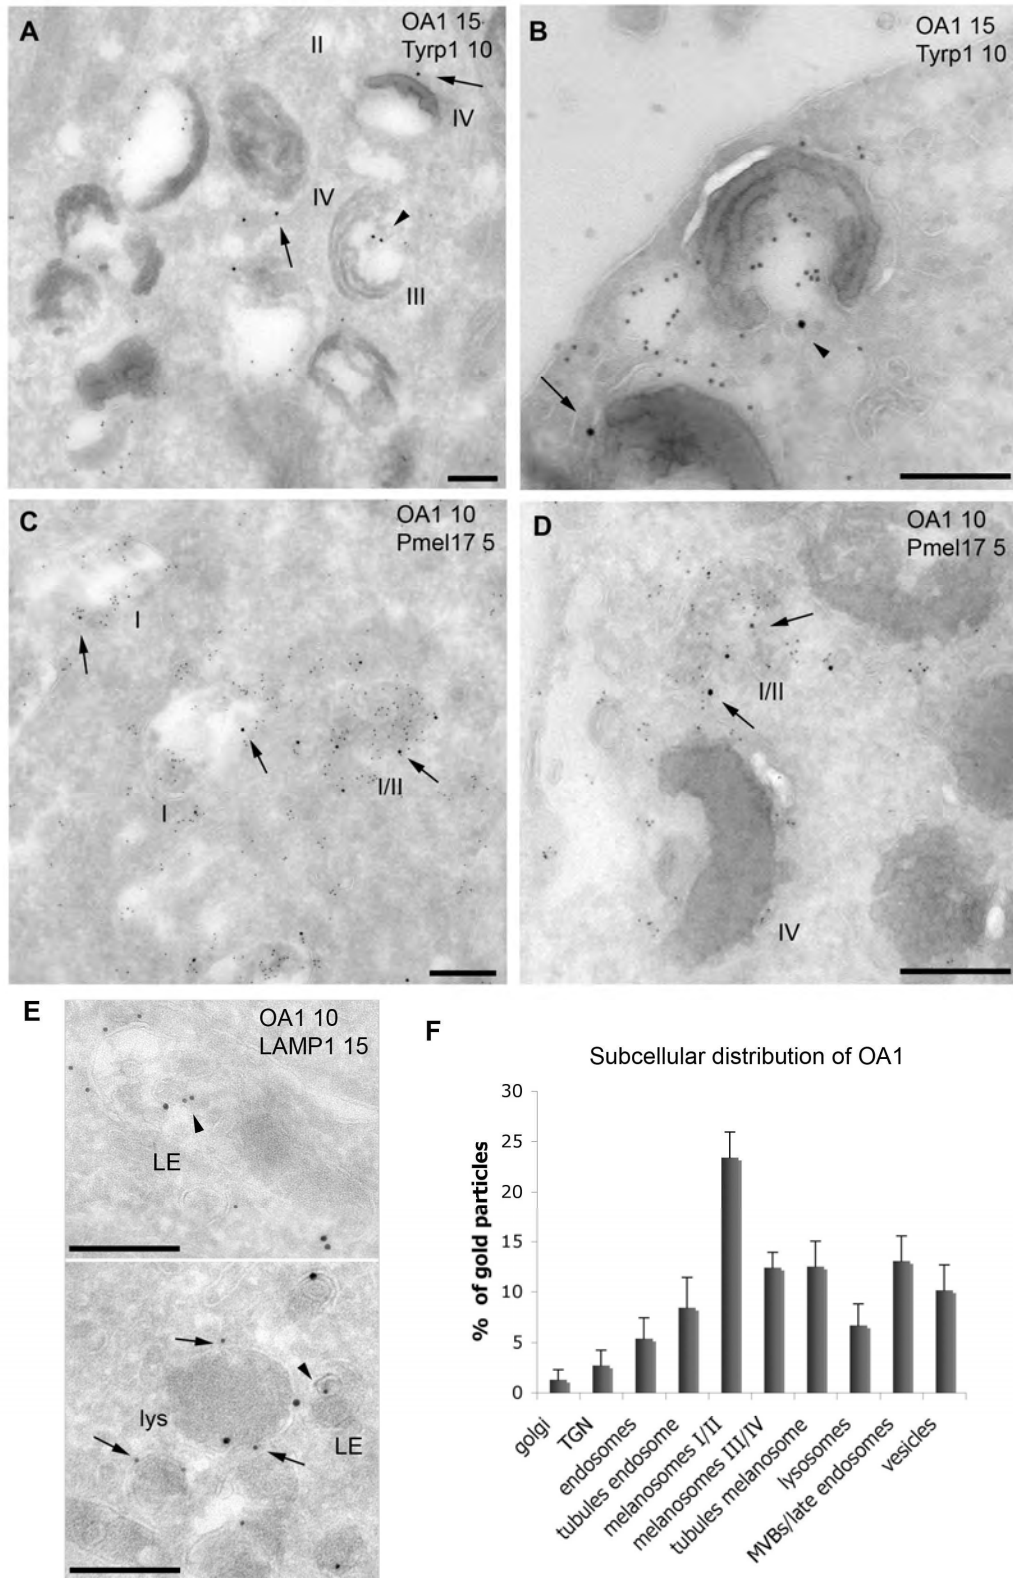 A
OA1 15
Tyrp1 10
II
IV
IV
III
B
OA1 15
Tyrp1 10
C
OA1 10
Pmel17 5
I
I/II
I
D
OA1 10
Pmel17 5
I/II
IV
E
OA1 10
LAMP1 15
LE
lys
LE
F
Subcellular distribution of OA1
% of gold particles
30
25
20
15
10
5
0
golgi
TGN
endosomes
tubules endosome
melanosomes I/II
melanosomes III/IV
tubules melanosome
lysosomes
MVBs/late endosomes
vesicles